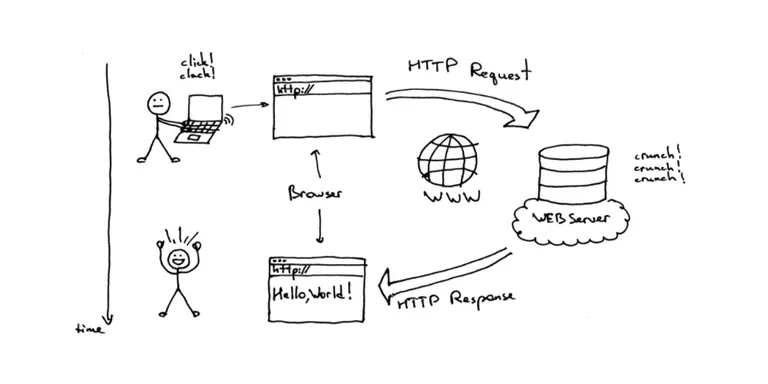 click!
clack!
http://
HTTP Request
WWW
crunch!
crunch!
crunch!
Browser
WEB Server
http://
Hello, World!
HTTP Response
time